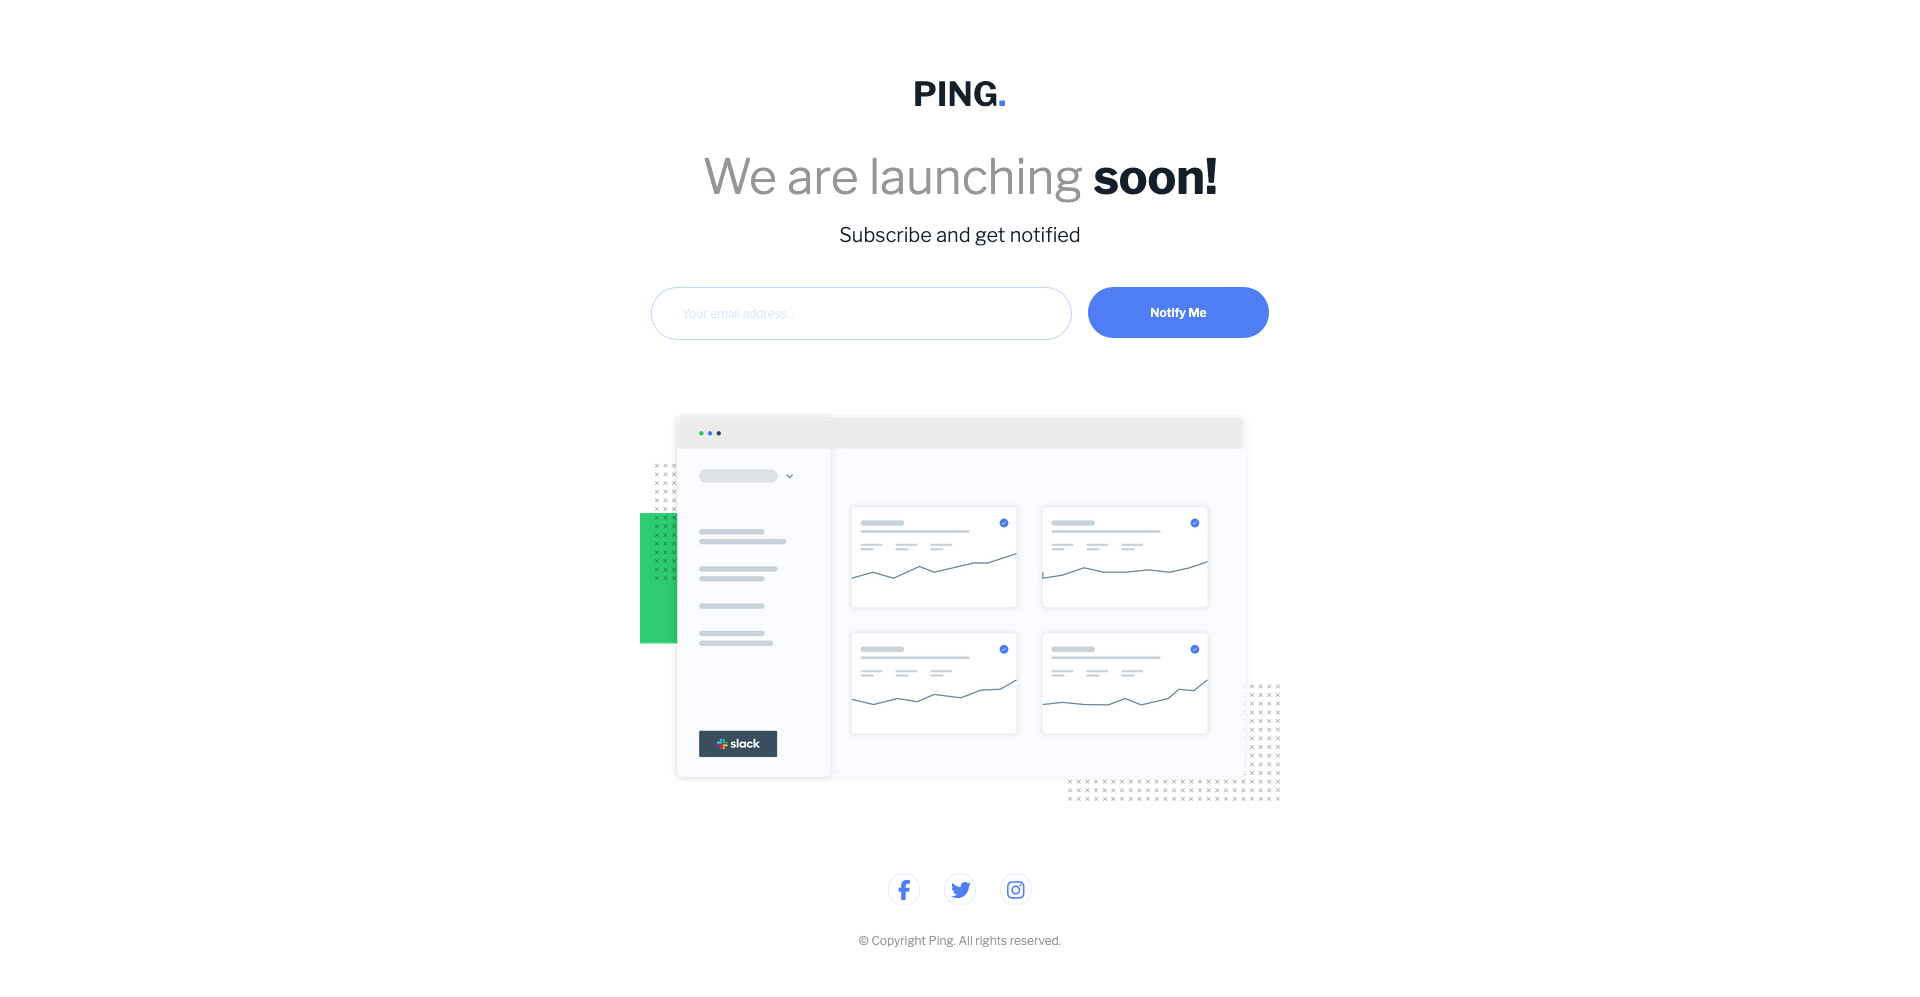 PING.
We are launching soon!
Subscribe and get notified
Your email address...
Notify Me
slack
© Copyright Ping. All rights reserved.